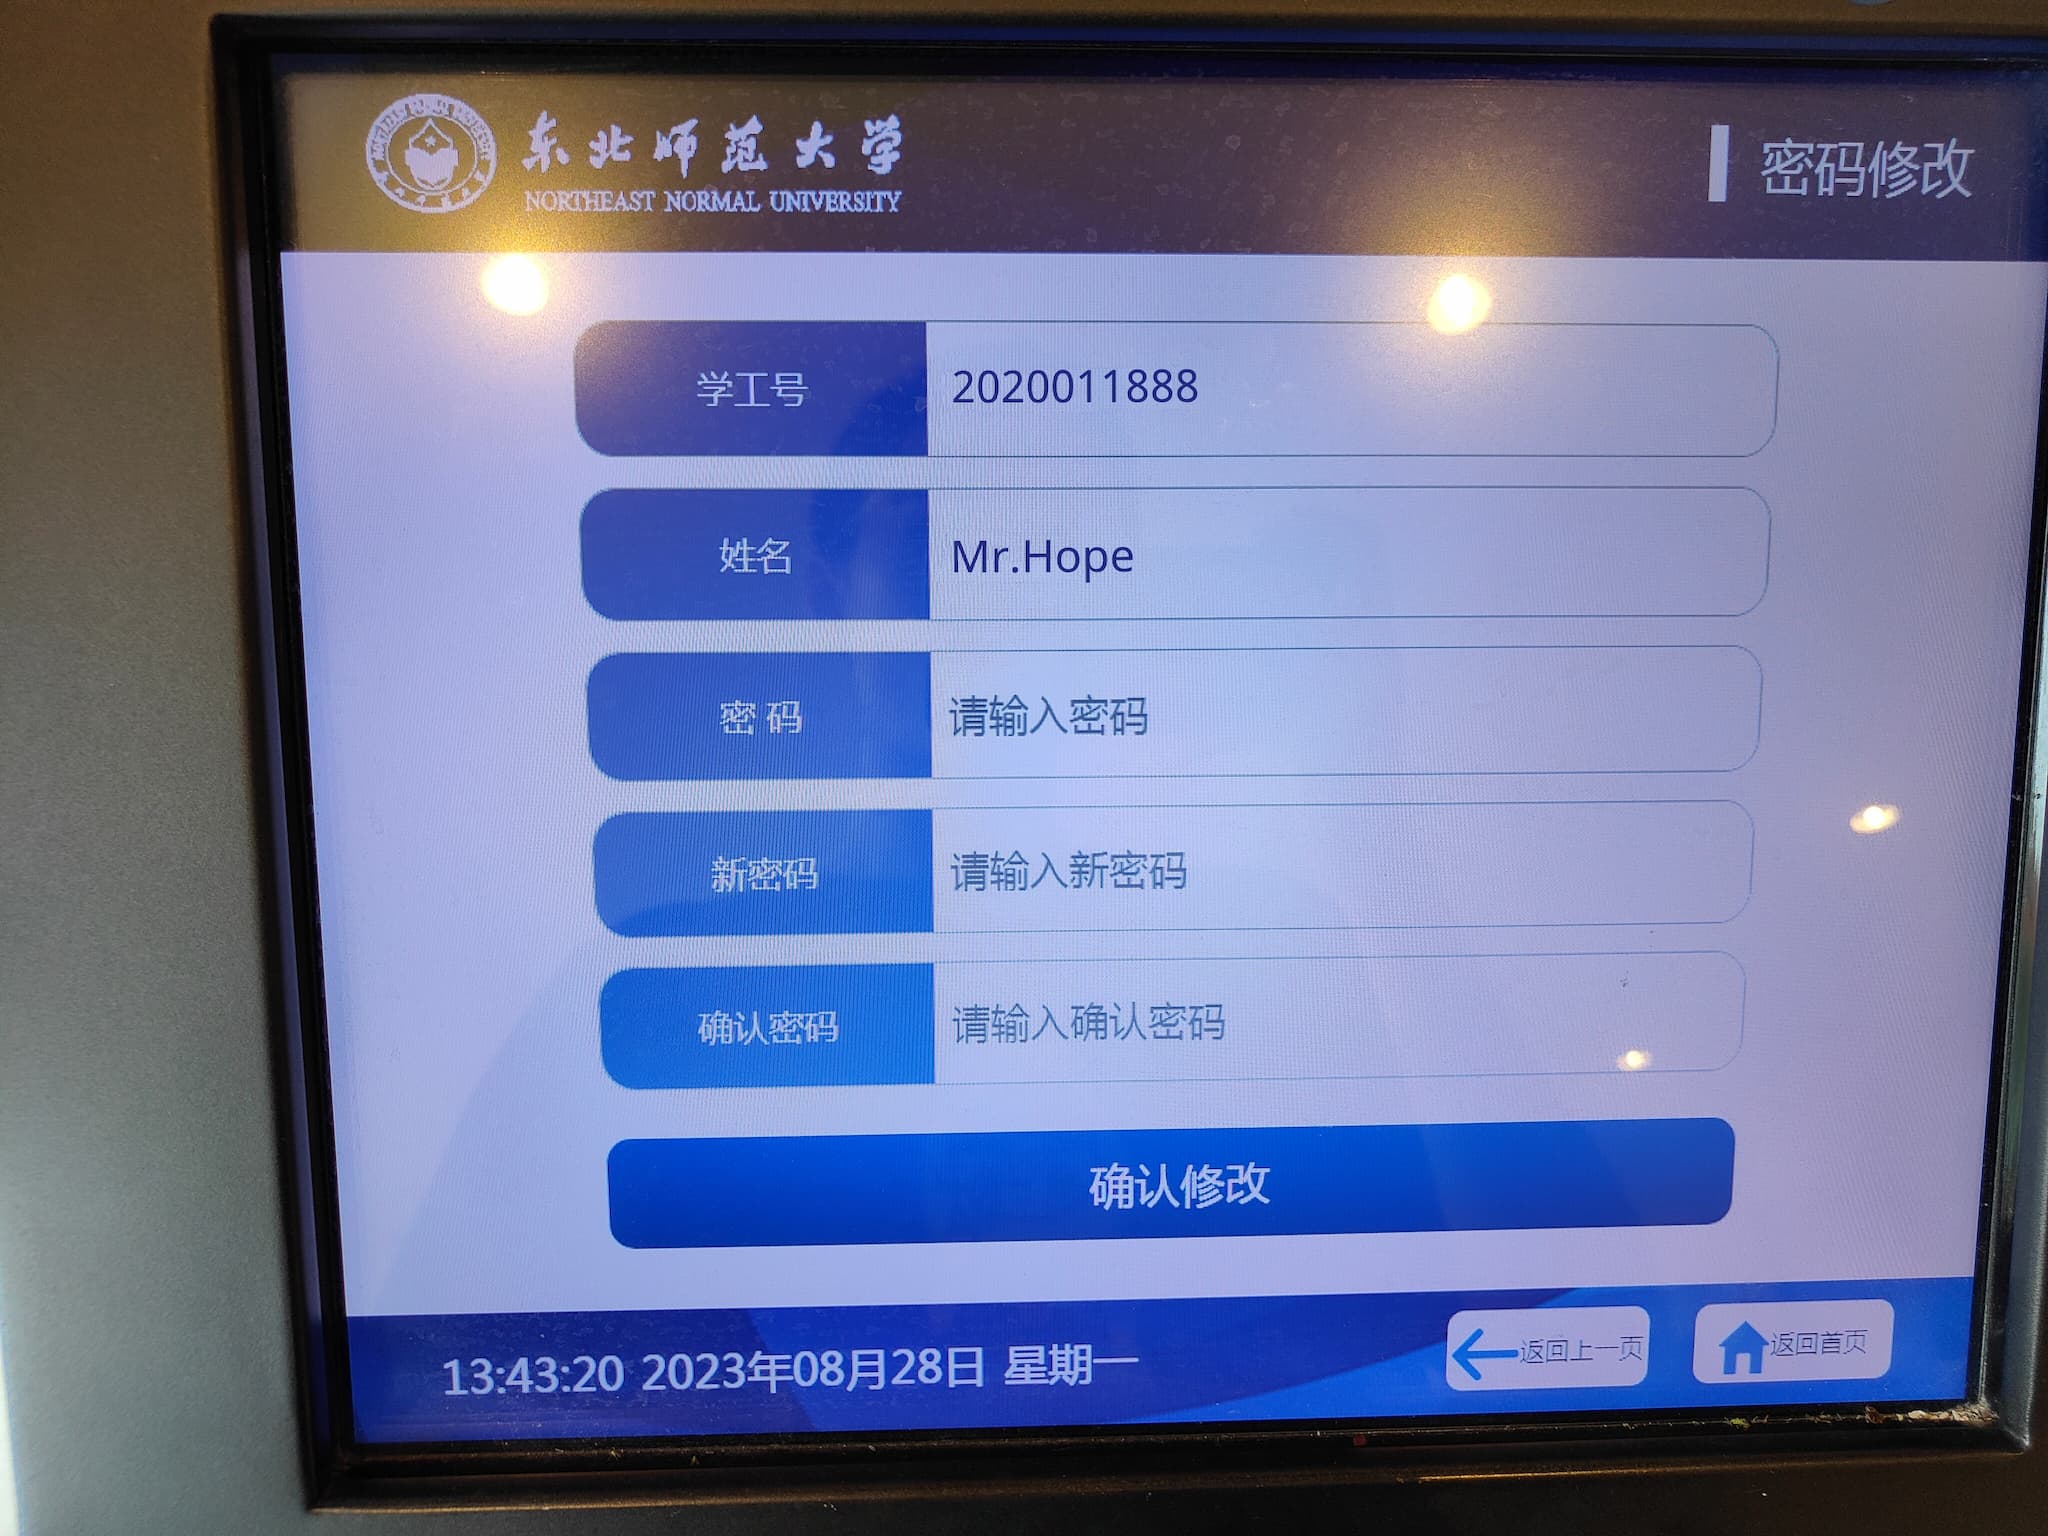 东北师范大学
NORTHEAST NORMAL UNIVERSITY
密码修改
学工号 2020011888
姓名 Mr.Hope
密 码 请输入密码
新密码 请输入新密码
确认密码 请输入确认密码
确认修改
13:43:20 2023年08月28日 星期一
返回上一页
返回首页